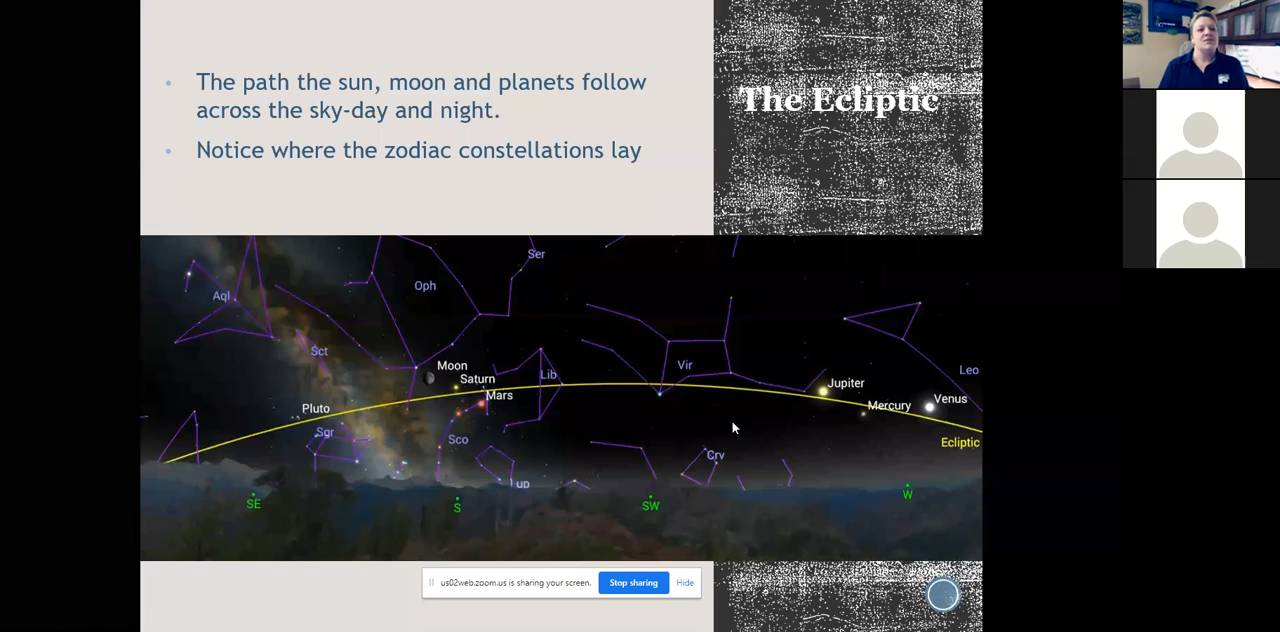 The path the sun, moon and planets follow
across the sky-day and night.
Notice where the zodiac constellations lay
The Ecliptic
Ser
Oph
Aql
Sct
Moon
Saturn
Mars
Lib
Vir
Leo
Jupiter
Mercury
Venus
Pluto
Sgr
Sco
Crv
Ecliptic
up
SE
S
SW
W
us02web.zoom.us is sharing your screen.
Stop sharing
Hide